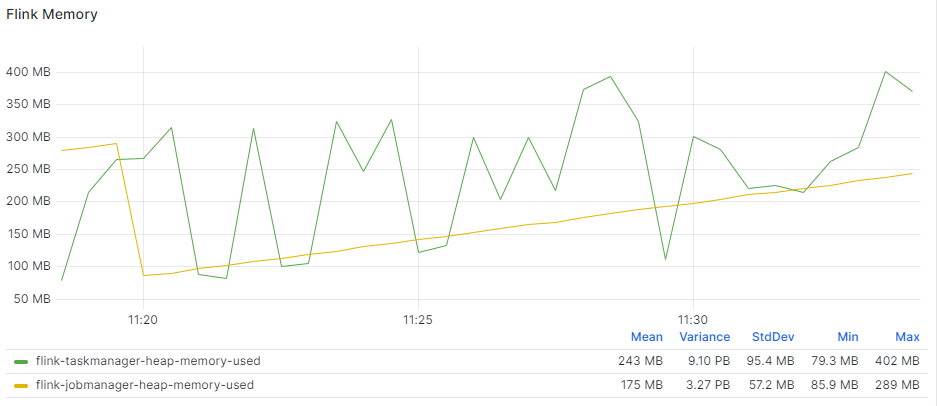 Flink Memory
400 MB
350 MB
300 MB
250 MB
200 MB
150 MB
100 MB
50 MB
11:20 11:25 11:30
Mean Variance StdDev Min Max
flink-taskmanager-heap-memory-used 243 MB 9.10 PB 95.4 MB 79.3 MB 402 MB
flink-jobmanager-heap-memory-used 175 MB 3.27 PB 57.2 MB 85.9 MB 289 MB